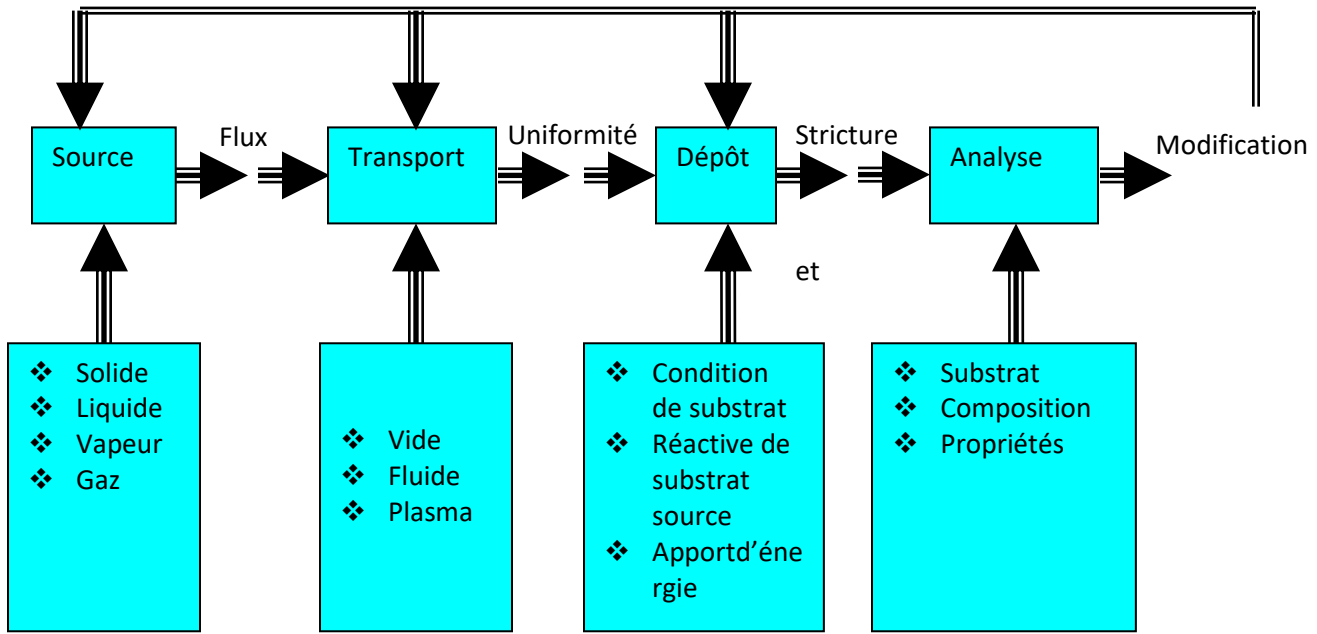 Source
Flux
Transport
Uniformité
Dépôt
Stricture
Analyse
Modification
et
❖ Solide
❖ Liquide
❖ Vapeur
❖ Gaz
❖ Vide
❖ Fluide
❖ Plasma
❖ Condition
de substrat
❖ Réactive de
substrat
source
❖ Apportd’éne
rgie
❖ Substrat
❖ Composition
❖ Propriétés